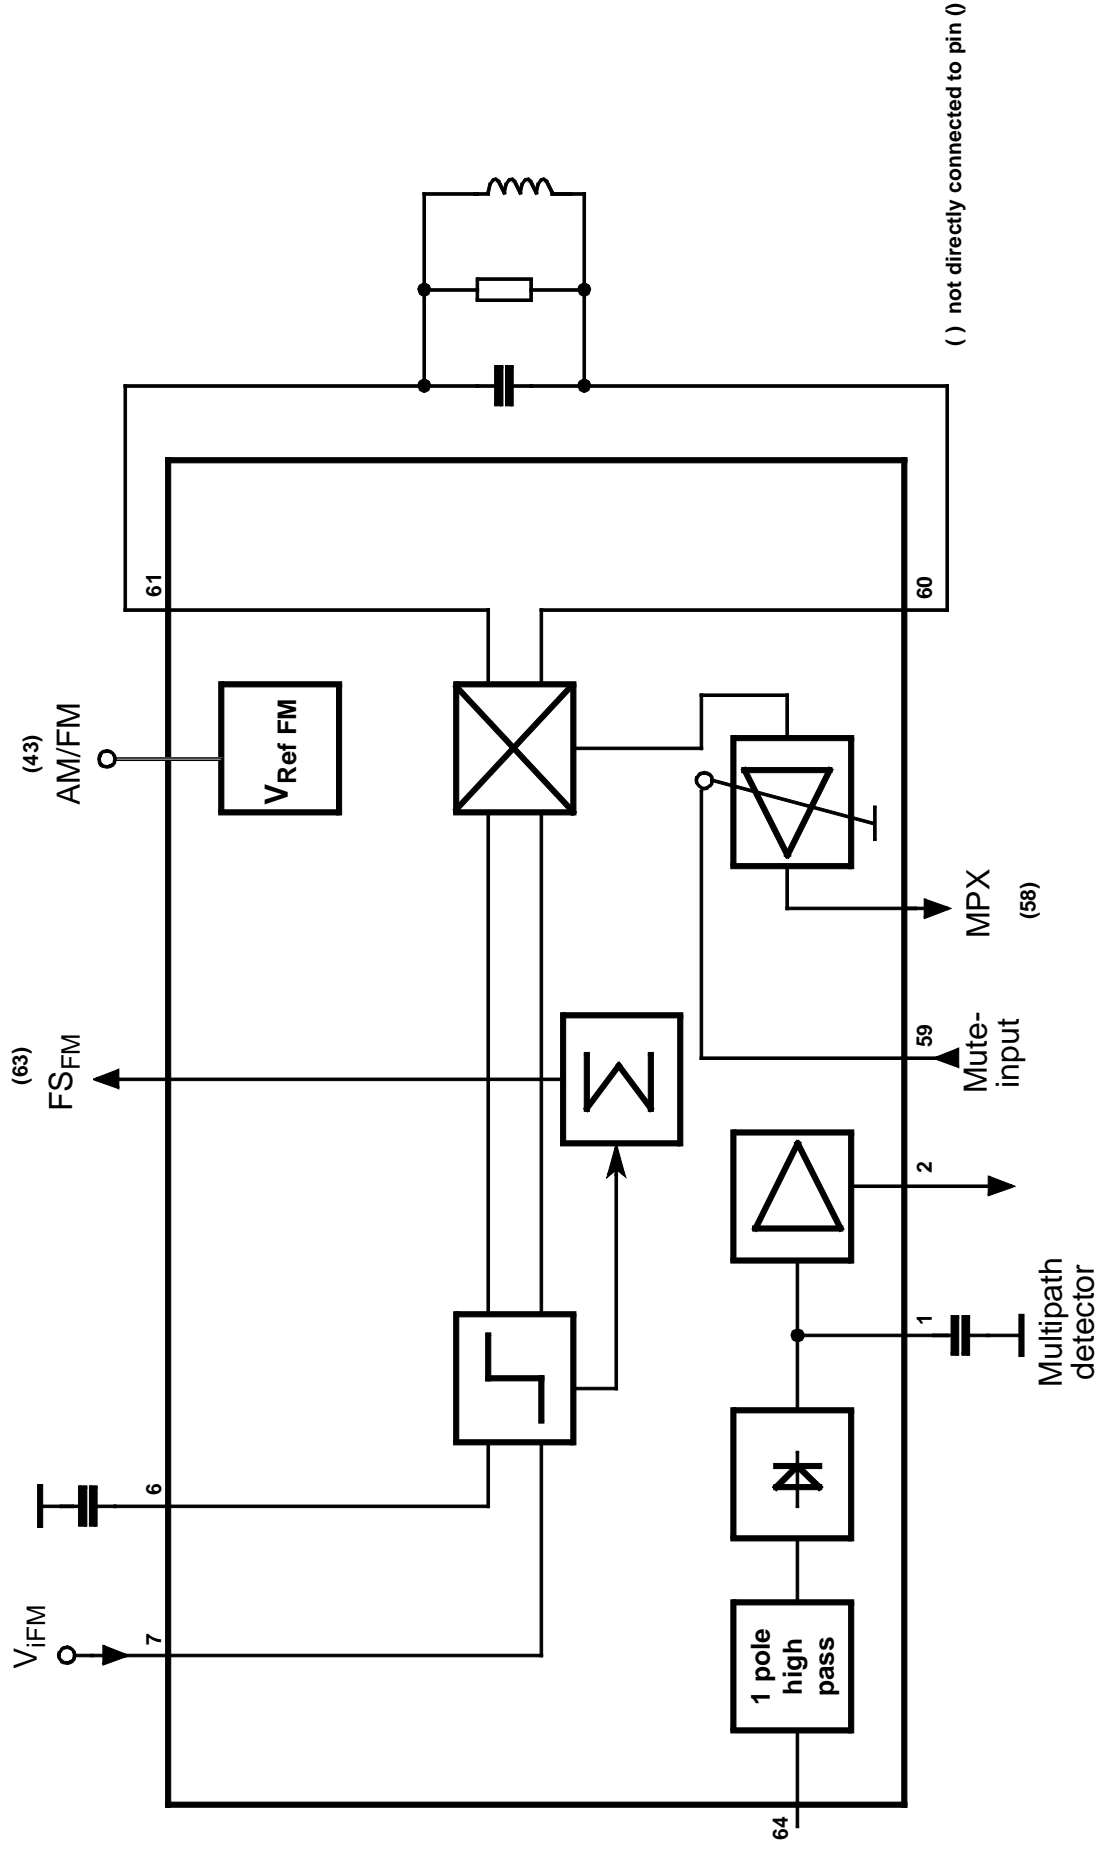 V_iFM
7
6
(63)
FS_FM
(43)
AM/FM
61
V_Ref FM
64
1 pole
high
pass
1
Multipath
detector
2
59
Mute-
input
MPX
(58)
60
( ) not directly connected to pin ()